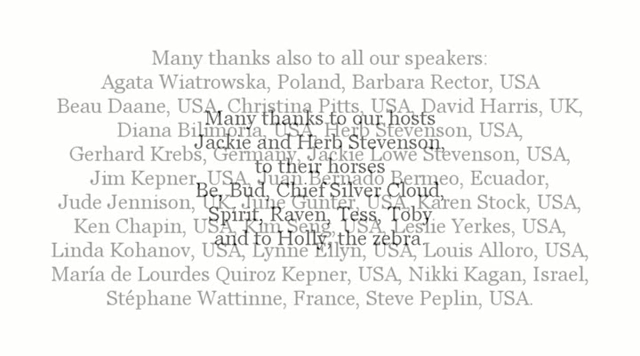 Many thanks also to all our speakers:
Agata Wiatrowska, Poland, Barbara Rector, USA
Beau Daane, USA, Christina Pitts, USA, David Harris, UK,
Many thanks to our hosts
Diana Bilimoria, USA, Herb Stevenson, USA,
Jackie and Herb Stevenson,
Gerhard Krebs, Germany, Jackie Lowe Stevenson, USA,
to their horses
Jim Kepner, USA, Juan Bernado Bermeo, Ecuador,
Be, Bud, Chief Silver Cloud,
Jude Jennison, UK, June Gunter, USA, Karen Stock, USA,
Spirit, Raven, Tess, Toby
Ken Chapin, USA, Kim Seng, USA, Leslie Yerkes, USA,
and to Holly, the zebra
Linda Kohanov, USA, Lynne Ellyn, USA, Louis Alloro, USA,
María de Lourdes Quiroz Kepner, USA, Nikki Kagan, Israel,
Stéphane Wattinne, France, Steve Peplin, USA.